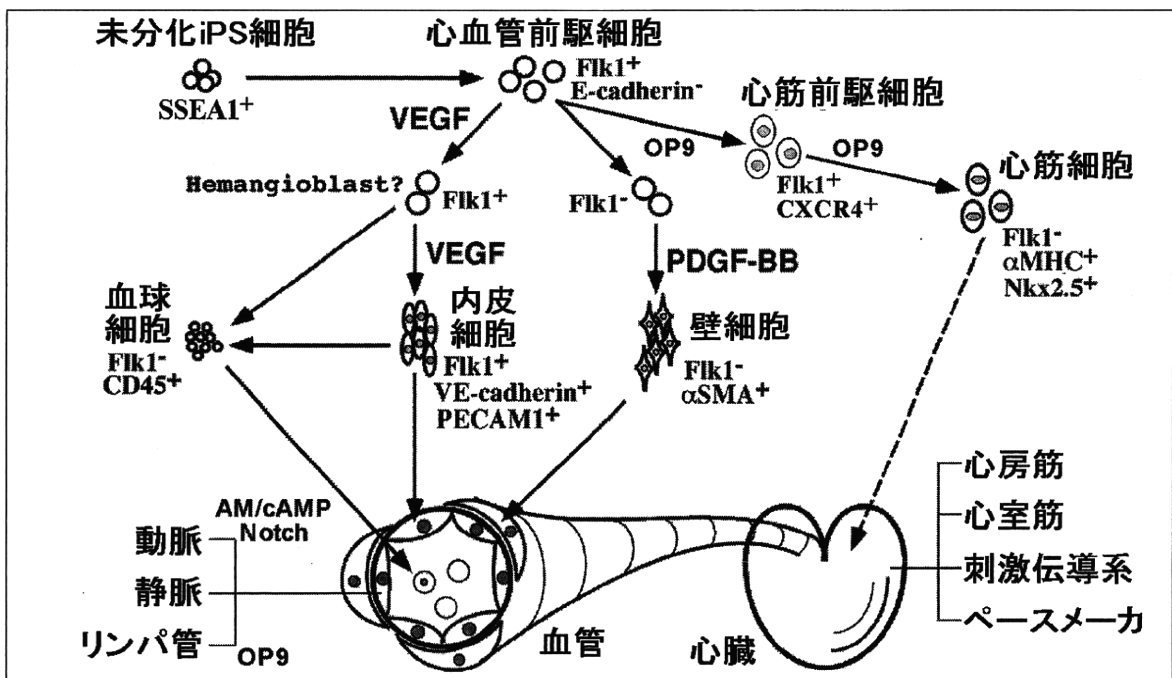 未分化iPS細胞
SSEA1+
心血管前駆細胞
Flk1+
E-cadherin-
VEGF
OP9
心筋前駆細胞
Flk1+
CXCR4+
OP9
心筋細胞
Flk1-
αMHC+
Nkx2.5+
Hemangioblast?
Flk1+
Flk1-
VEGF
PDGF-BB
血球
細胞
Flk1-
CD45+
内皮
細胞
Flk1+
VE-cadherin+
PECAM1+
壁細胞
Flk1-
αSMA+
AM/cAMP
Notch
動脈
静脈
リンパ管
OP9
血管
心臓
心房筋
心室筋
刺激伝導系
ペースメーカ